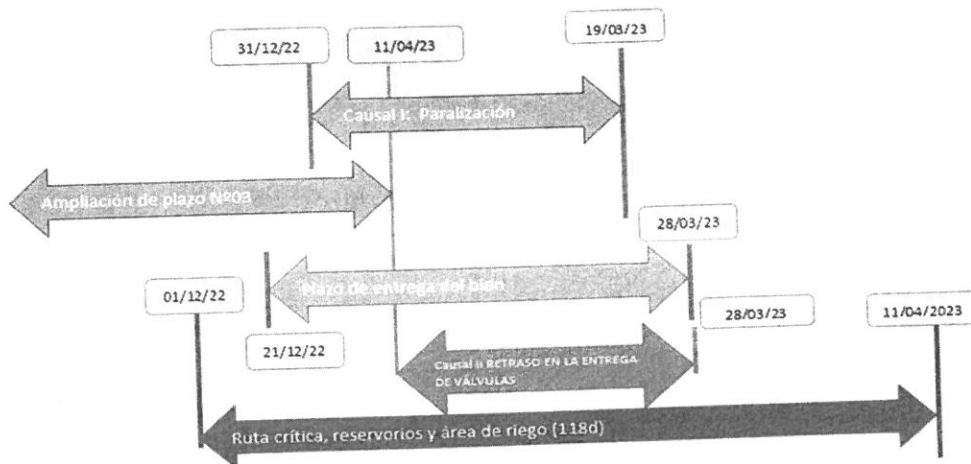 31/12/22
11/04/23
19/03/23
Causal I: Paralización
Ampliación de plazo Nº03
28/03/23
Plazo de entrega del bien
01/12/22
28/03/23
11/04/2023
21/12/22
Causal II RETRASO EN LA ENTREGA
DE VÁLVULAS
Ruta crítica, reservorios y área de riego (118d)